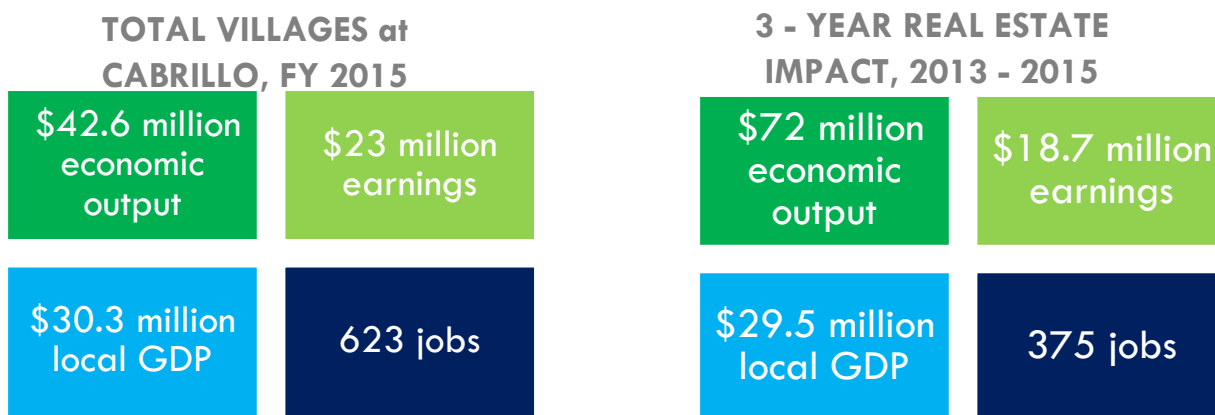 TOTAL VILLAGES at
CABRILLO, FY 2015
$42.6 million
economic
output
$23 million
earnings
$30.3 million
local GDP
623 jobs
3 - YEAR REAL ESTATE
IMPACT, 2013 - 2015
$72 million
economic
output
$18.7 million
earnings
$29.5 million
local GDP
375 jobs